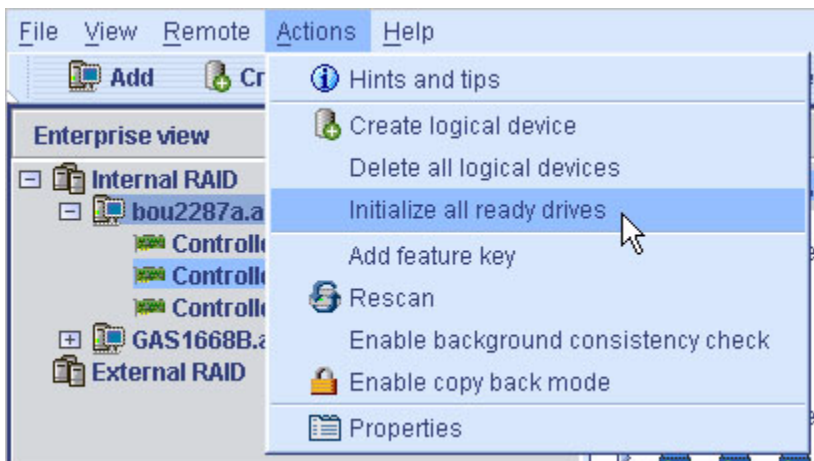 File View Remote Actions Help
Add
Enterprise view
Internal RAID
External RAID
Hints and tips
Create logical device
Delete all logical devices
Initialize all ready drives
Add feature key
Rescan
Enable background consistency check
Enable copy back mode
Properties